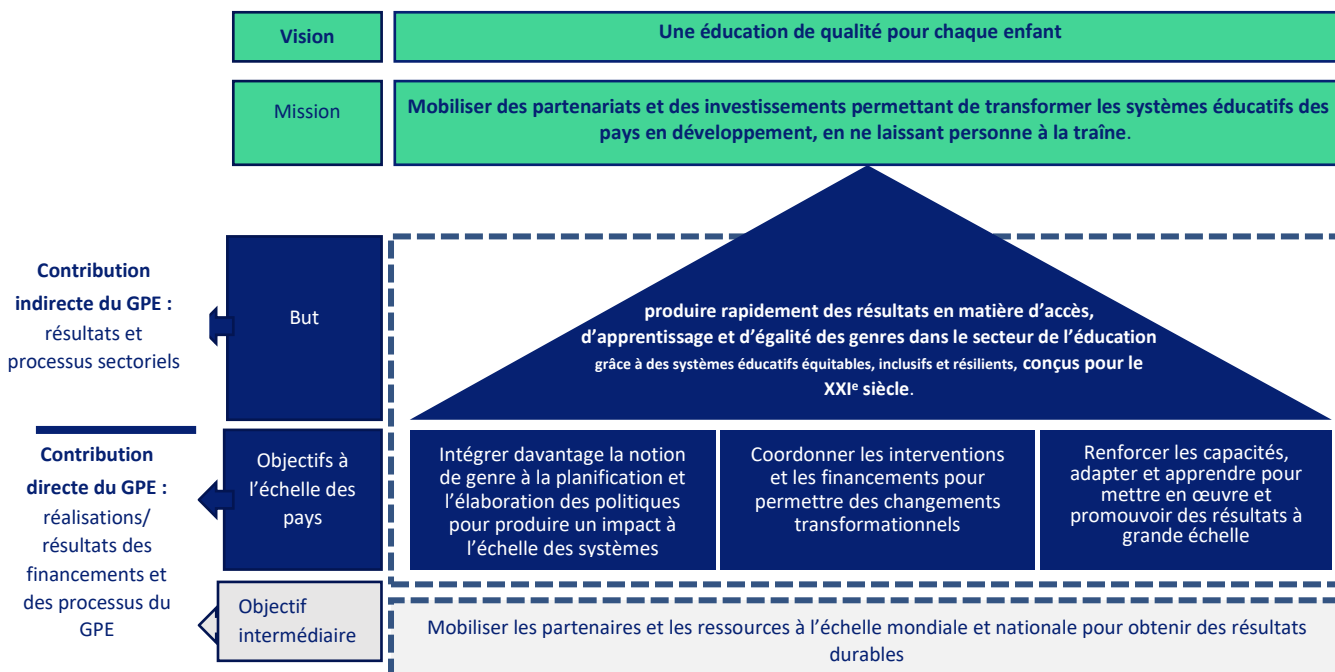 Vision
Une éducation de qualité pour chaque enfant
Mission
Mobiliser des partenariats et des investissements permettant de transformer les systèmes éducatifs des
pays en développement, en ne laissant personne à la traîne.
Contribution
indirecte du GPE :
résultats et
processus sectoriels
But
produire rapidement des résultats en matière d’accès,
d’apprentissage et d’égalité des genres dans le secteur de l’éducation
grâce à des systèmes éducatifs équitables, inclusifs et résilients, conçus pour le
XXIe siècle.
Contribution
directe du GPE :
réalisations/
résultats des
financements et
des processus du
GPE
Objectifs à
l’échelle des
pays
Intégrer davantage la notion
de genre à la planification et
l’élaboration des politiques
pour produire un impact à
l’échelle des systèmes
Coordonner les interventions
et les financements pour
permettre des changements
transformationnels
Renforcer les capacités,
adapter et apprendre pour
mettre en œuvre et
promouvoir des résultats à
grande échelle
Objectif
intermédiaire
Mobiliser les partenaires et les ressources à l’échelle mondiale et nationale pour obtenir des résultats
durables